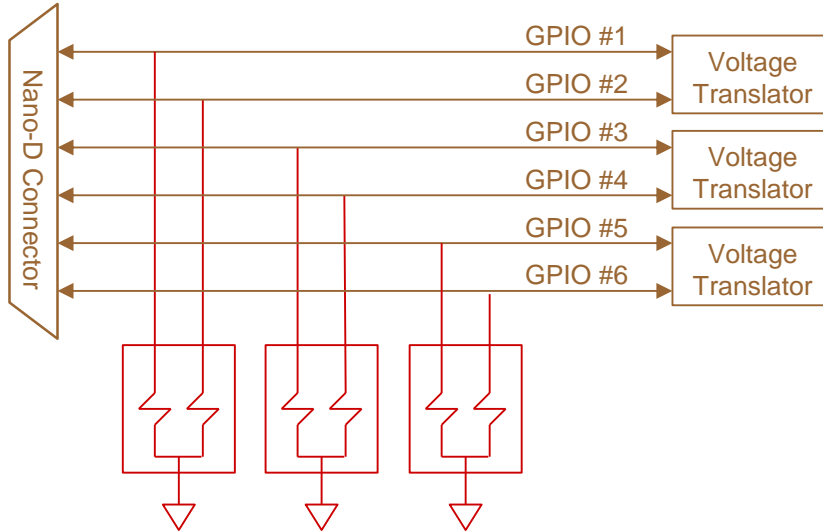 Nano-D Connector
GPIO #1
GPIO #2
GPIO #3
GPIO #4
GPIO #5
GPIO #6
Voltage
Translator
Voltage
Translator
Voltage
Translator